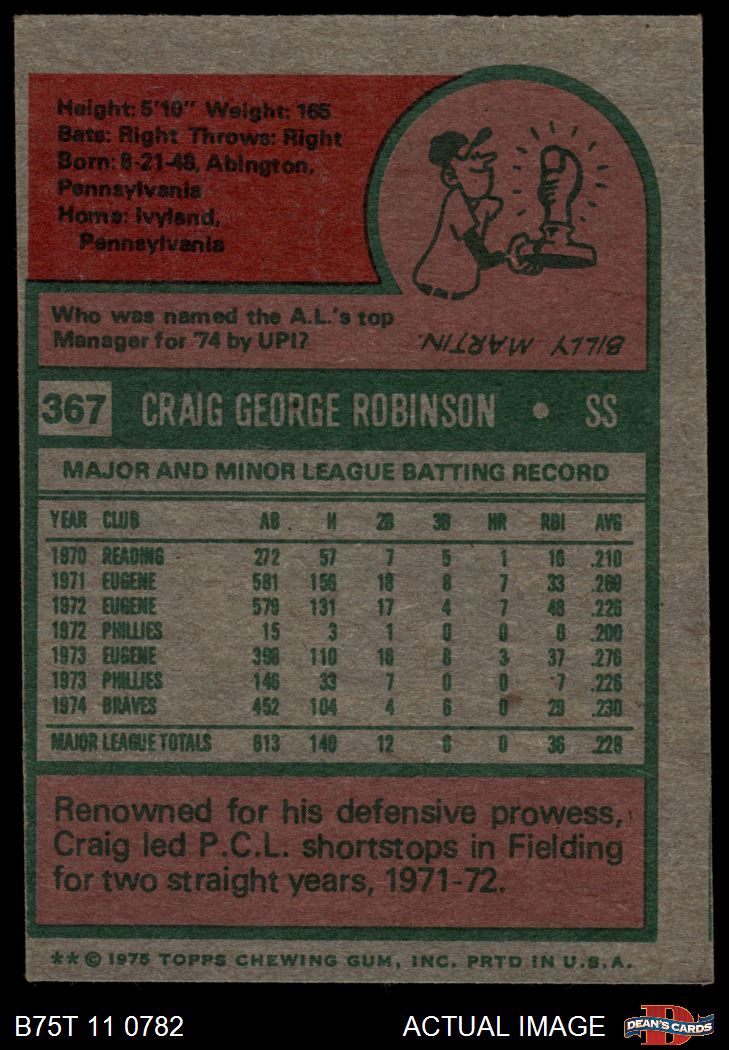 Height: 5'10" Weight: 165
Bats: Right Throws: Right
Born: 8-21-48, Abington,
Pennsylvania
Home: Ivyland,
Pennsylvania
Who was named the A.L.'s top
Manager for '74 by UPI?
BILLY MARTIN.
367 CRAIG GEORGE ROBINSON • SS
MAJOR AND MINOR LEAGUE BATTING RECORD
YEAR CLUB AB H 2B 3B HR RBI AVG
1970 READING 272 57 7 5 1 16 .210
1971 EUGENE 581 156 8 7 33
1972 EUGENE 579 131 17 4 7 .226
1972 PHILLIES 15 3 1 0 0 0 .200
1973 EUGENE 110 8 3 37 .276
1973 PHILLIES 146 33 7 0 0 7 .226
1974 BRAVES 452 104 4 6 0 29 .230
MAJOR LEAGUE TOTALS 613 140 12 6 0 36 .228
Renowned for his defensive prowess,
Craig led P.C.L. shortstops in Fielding
for two straight years, 1971-72.
** © 1975 TOPPS CHEWING GUM, INC. PRTD IN U.S.A.
B75T 11 0782 ACTUAL IMAGE DEAN'S CARDS